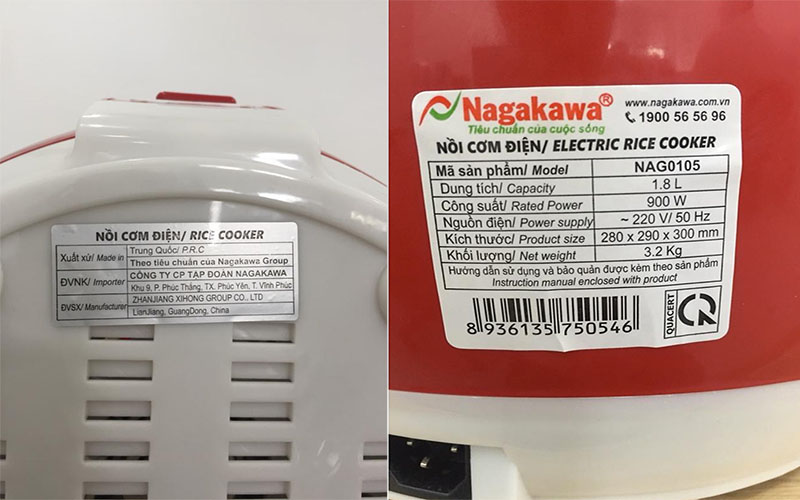 NỒI CƠM ĐIỆN/ RICE COOKER
Xuất xứ/ Made in
Trung Quốc/ P.R.C
Theo tiêu chuẩn của Nagakawa Group
ĐVNK/ Importer
CÔNG TY CP TẬP ĐOÀN NAGAKAWA
Khu 9, P. Phúc Thắng, TX. Phúc Yên, T. Vĩnh Phúc
ĐVSX/ Manufacturer
ZHANJIANG XIHONG GROUP CO., LTD
LianJiang, GuangDong, China
Nagakawa®
Tiêu chuẩn của cuộc sống
www.nagakawa.com.vn
1900 56 56 96
NỒI CƠM ĐIỆN/ ELECTRIC RICE COOKER
Mã sản phẩm/ Model NAG0105
Dung tích/ Capacity 1.8 L
Công suất/ Rated Power 900 W
Nguồn điện/ Power supply ~ 220 V/ 50 Hz
Kích thước/ Product size 280 x 290 x 300 mm
Khối lượng/ Net weight 3.2 Kg
Hướng dẫn sử dụng và bảo quản được kèm theo sản phẩm
Instruction manual enclosed with product
8 936135 750546
QUACERT